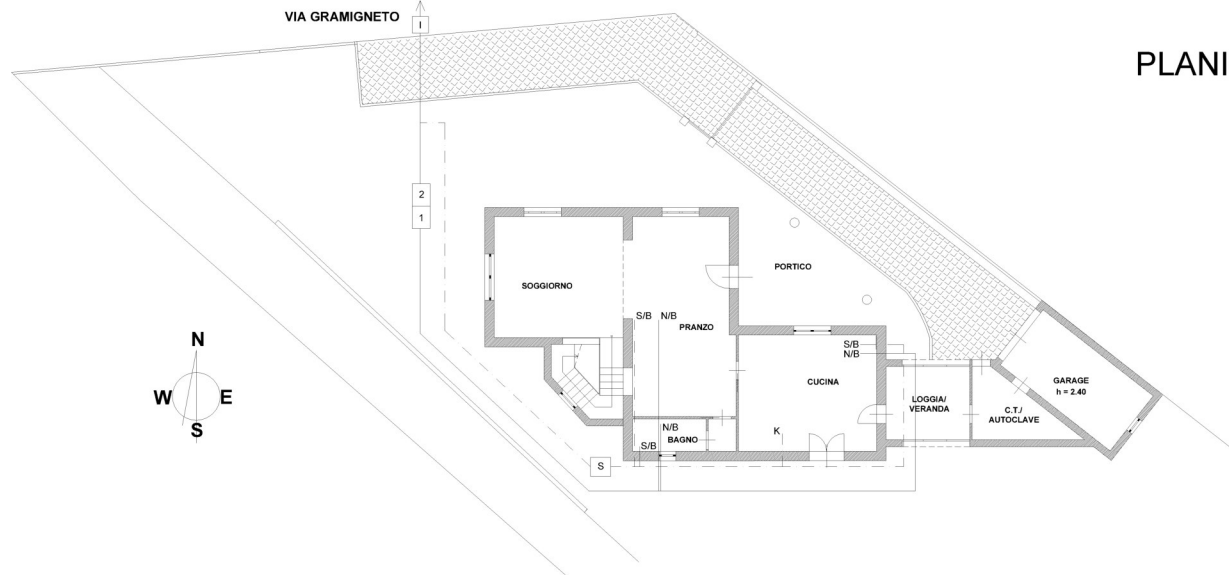 VIA GRAMIGNETO
I
PLANI
2
1
PORTICO
SOGGIORNO
S/B N/B
PRANZO
S/B
N/B
N
W E
S
CUCINA
LOGGIA/
VERANDA
GARAGE
h = 2.40
C.T./
AUTOCLAVE
N/B
BAGNO
S/B
K
S